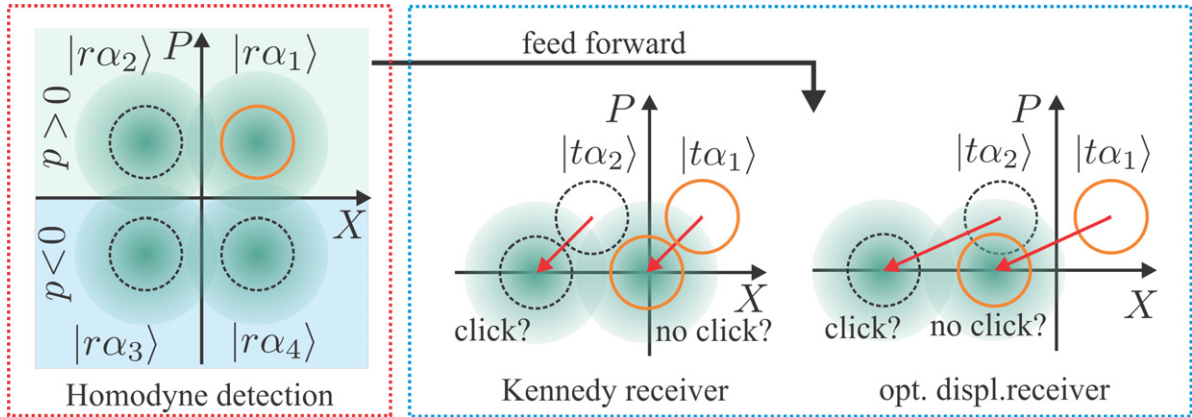 |rα₂⟩ P |rα₁⟩
p > 0
X
p<0
|rα₃⟩ |rα₄⟩
Homodyne detection
feed forward
P
|tα₂⟩ |tα₁⟩
X
click? no click?
Kennedy receiver
P
|tα₂⟩ |tα₁⟩
X
click? no click?
opt. displ.receiver